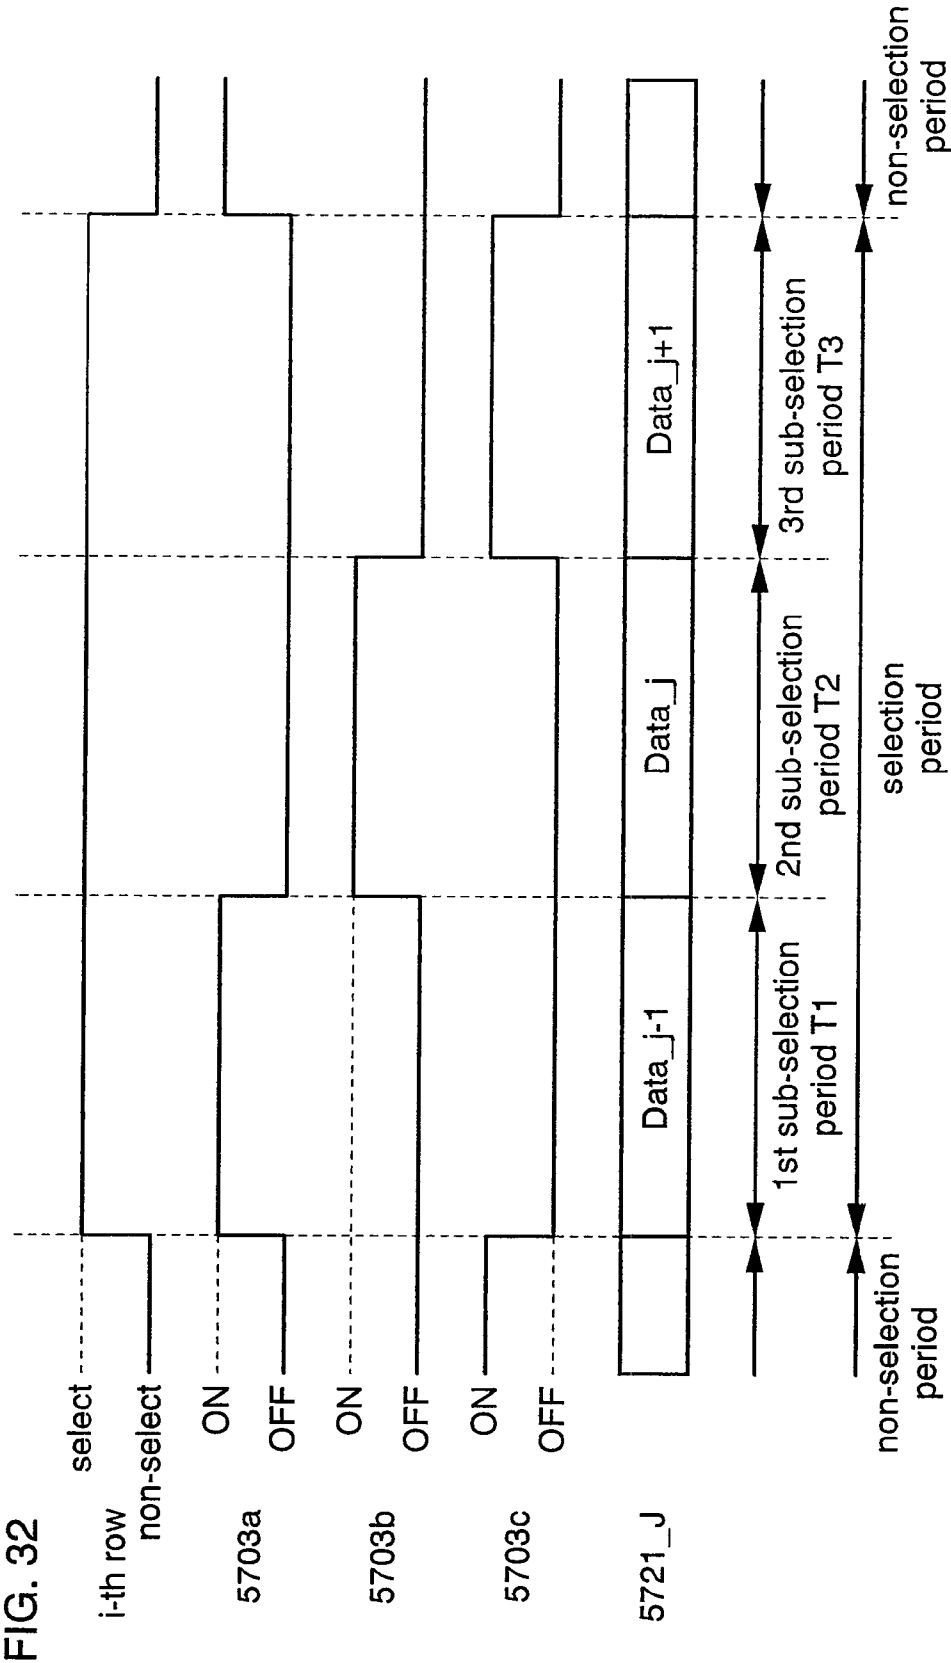 FIG. 32
i-th row
select
non-select
5703a
ON
OFF
5703b
ON
OFF
5703c
ON
OFF
5721_J
Data_j-1
Data_j
Data_j+1
1st sub-selection
period T1
2nd sub-selection
period T2
3rd sub-selection
period T3
non-selection
period
selection
period
non-selection
period